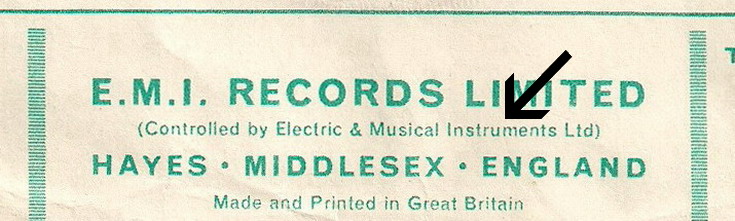 E.M.I. RECORDS LIMITED
(Controlled by Electric & Musical Instruments Ltd)
HAYES • MIDDLESEX • ENGLAND
Made and Printed in Great Britain